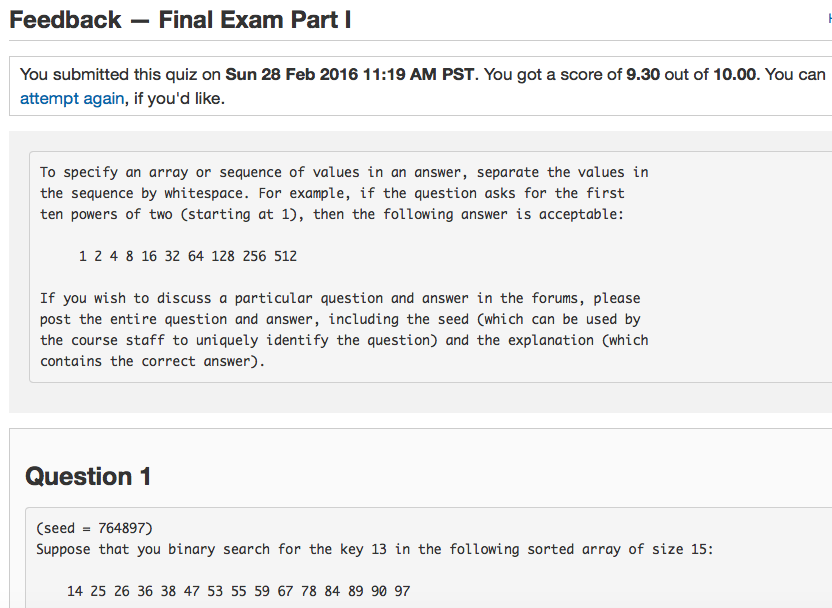 Feedback — Final Exam Part I
You submitted this quiz on Sun 28 Feb 2016 11:19 AM PST. You got a score of 9.30 out of 10.00. You can
attempt again, if you'd like.
To specify an array or sequence of values in an answer, separate the values in
the sequence by whitespace. For example, if the question asks for the first
ten powers of two (starting at 1), then the following answer is acceptable:
1 2 4 8 16 32 64 128 256 512
If you wish to discuss a particular question and answer in the forums, please
post the entire question and answer, including the seed (which can be used by
the course staff to uniquely identify the question) and the explanation (which
contains the correct answer).
Question 1
(seed = 764897)
Suppose that you binary search for the key 13 in the following sorted array of size 15:
14 25 26 36 38 47 53 55 59 67 78 84 89 90 97